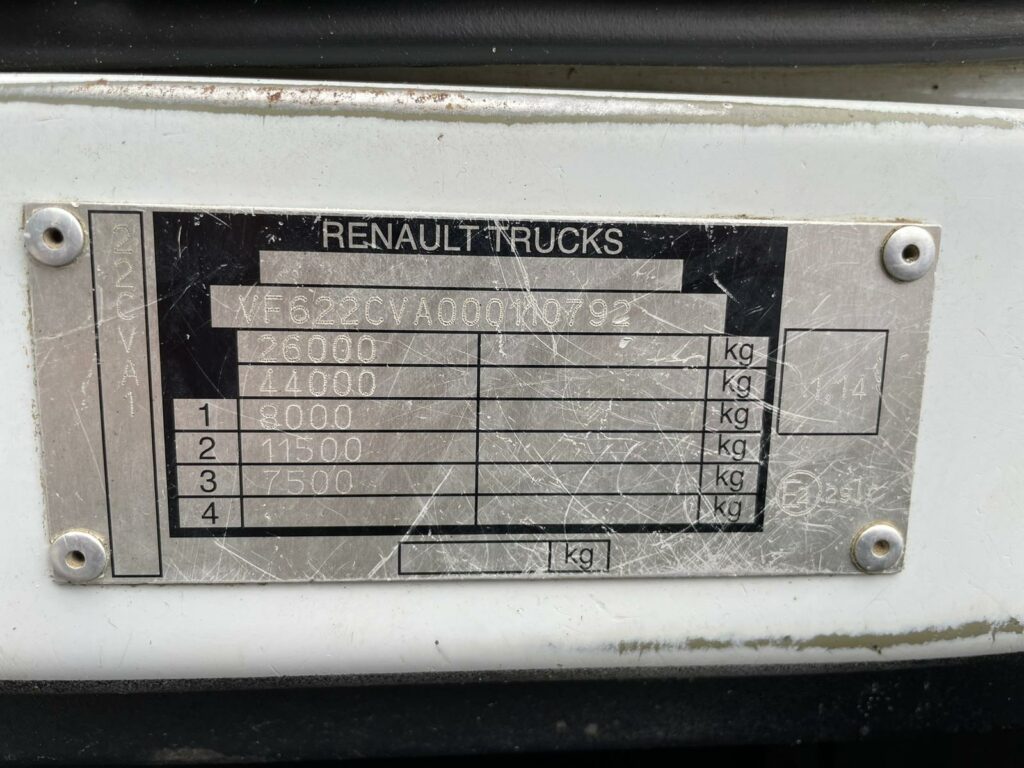 RENAULT TRUCKS
22CVA1
VF622CVA000110792
26000 kg
44000 kg
1 8000 kg
2 11500 kg
3 7500 kg
4 kg
kg
1,14
E2